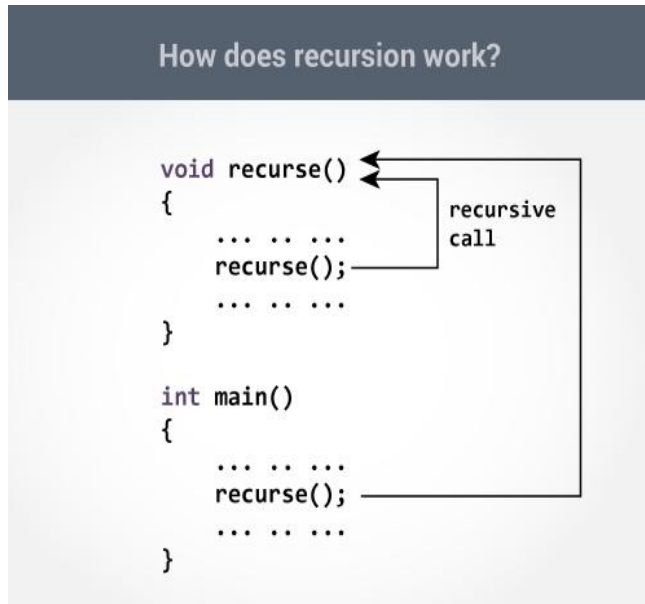 How does recursion work?
void recurse()
{
... .. ...
recurse();
... .. ...
}
recursive
call
int main()
{
... .. ...
recurse();
... .. ...
}